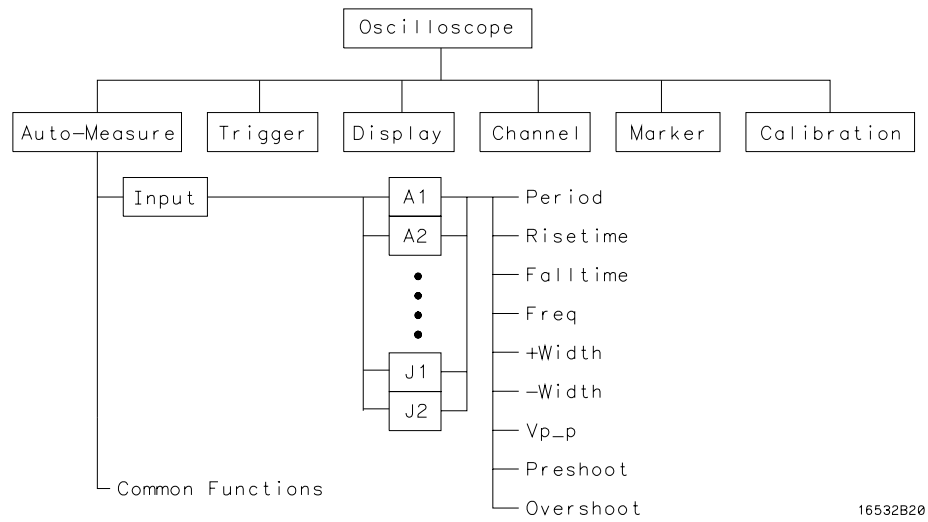 Oscilloscope
Auto-Measure Trigger Display Channel Marker Calibration
Input A1 Period
A2 Risetime
Falltime
Freq
+Width
J1
-Width
J2
Vp_p
Preshoot
Common Functions
Overshoot
16532B20